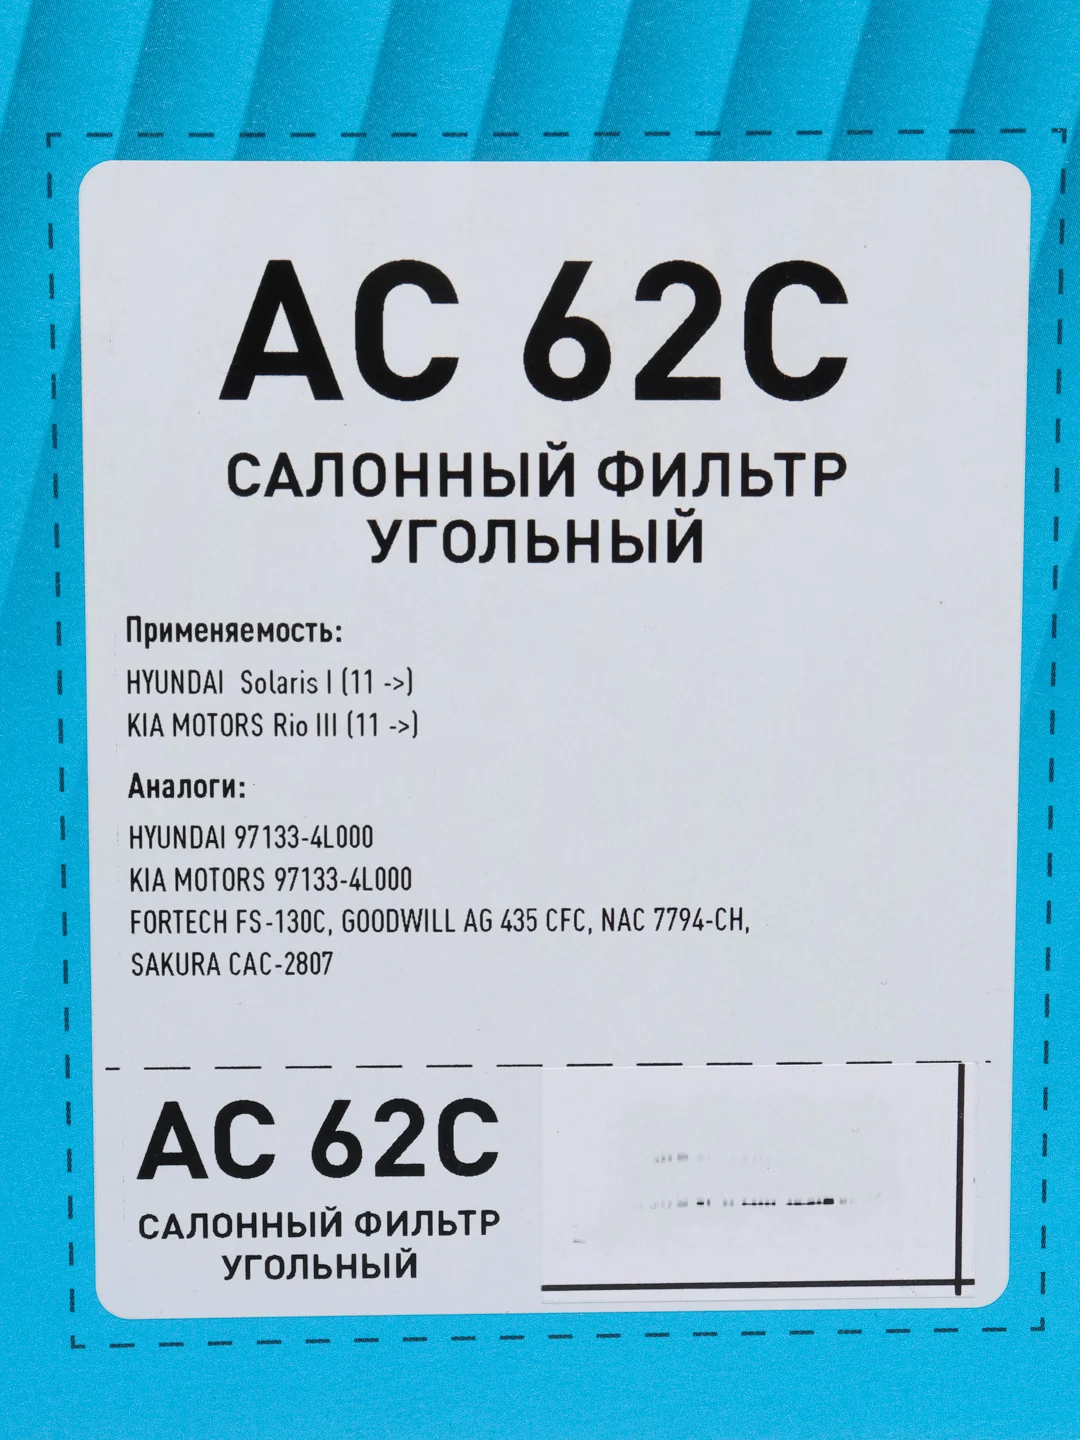 AC 62C
САЛОННЫЙ ФИЛЬТР
УГОЛЬНЫЙ
Применяемость:
HYUNDAI Solaris I (11 ->)
KIA MOTORS Rio III (11 ->)
Аналоги:
HYUNDAI 97133-4L000
KIA MOTORS 97133-4L000
FORTECH FS-130C, GOODWILL AG 435 CFC, NAC 7794-CH,
SAKURA CAC-2807
AC 62C
САЛОННЫЙ ФИЛЬТР
УГОЛЬНЫЙ